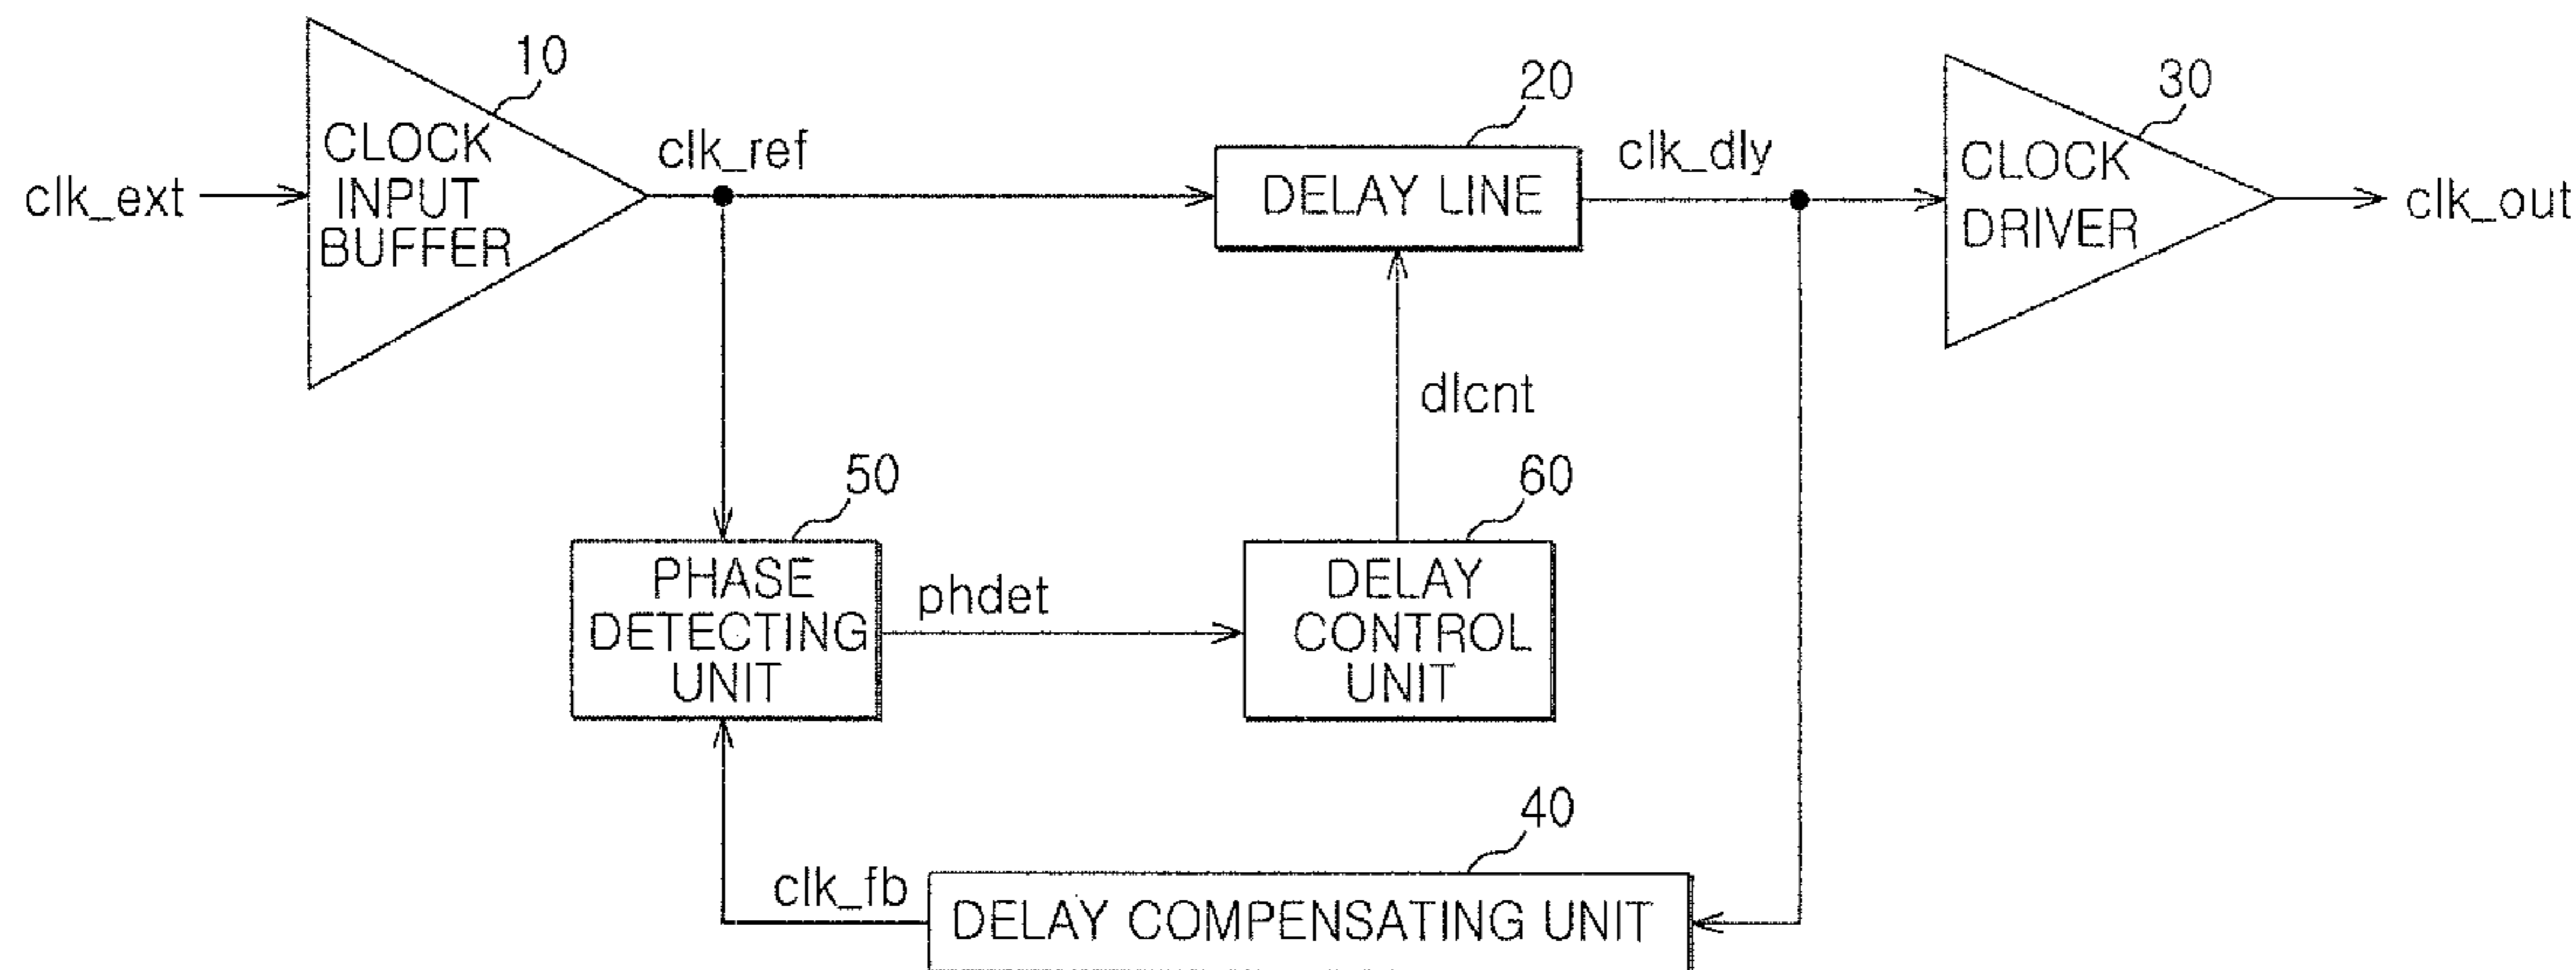 10
CLOCK
INPUT
BUFFER
clk_ext
clk_ref
20
DELAY LINE
clk_dly
30
CLOCK
DRIVER
clk_out
dlcnt
50
PHASE
DETECTING
UNIT
phdet
60
DELAY
CONTROL
UNIT
40
clk_fb
DELAY COMPENSATING UNIT